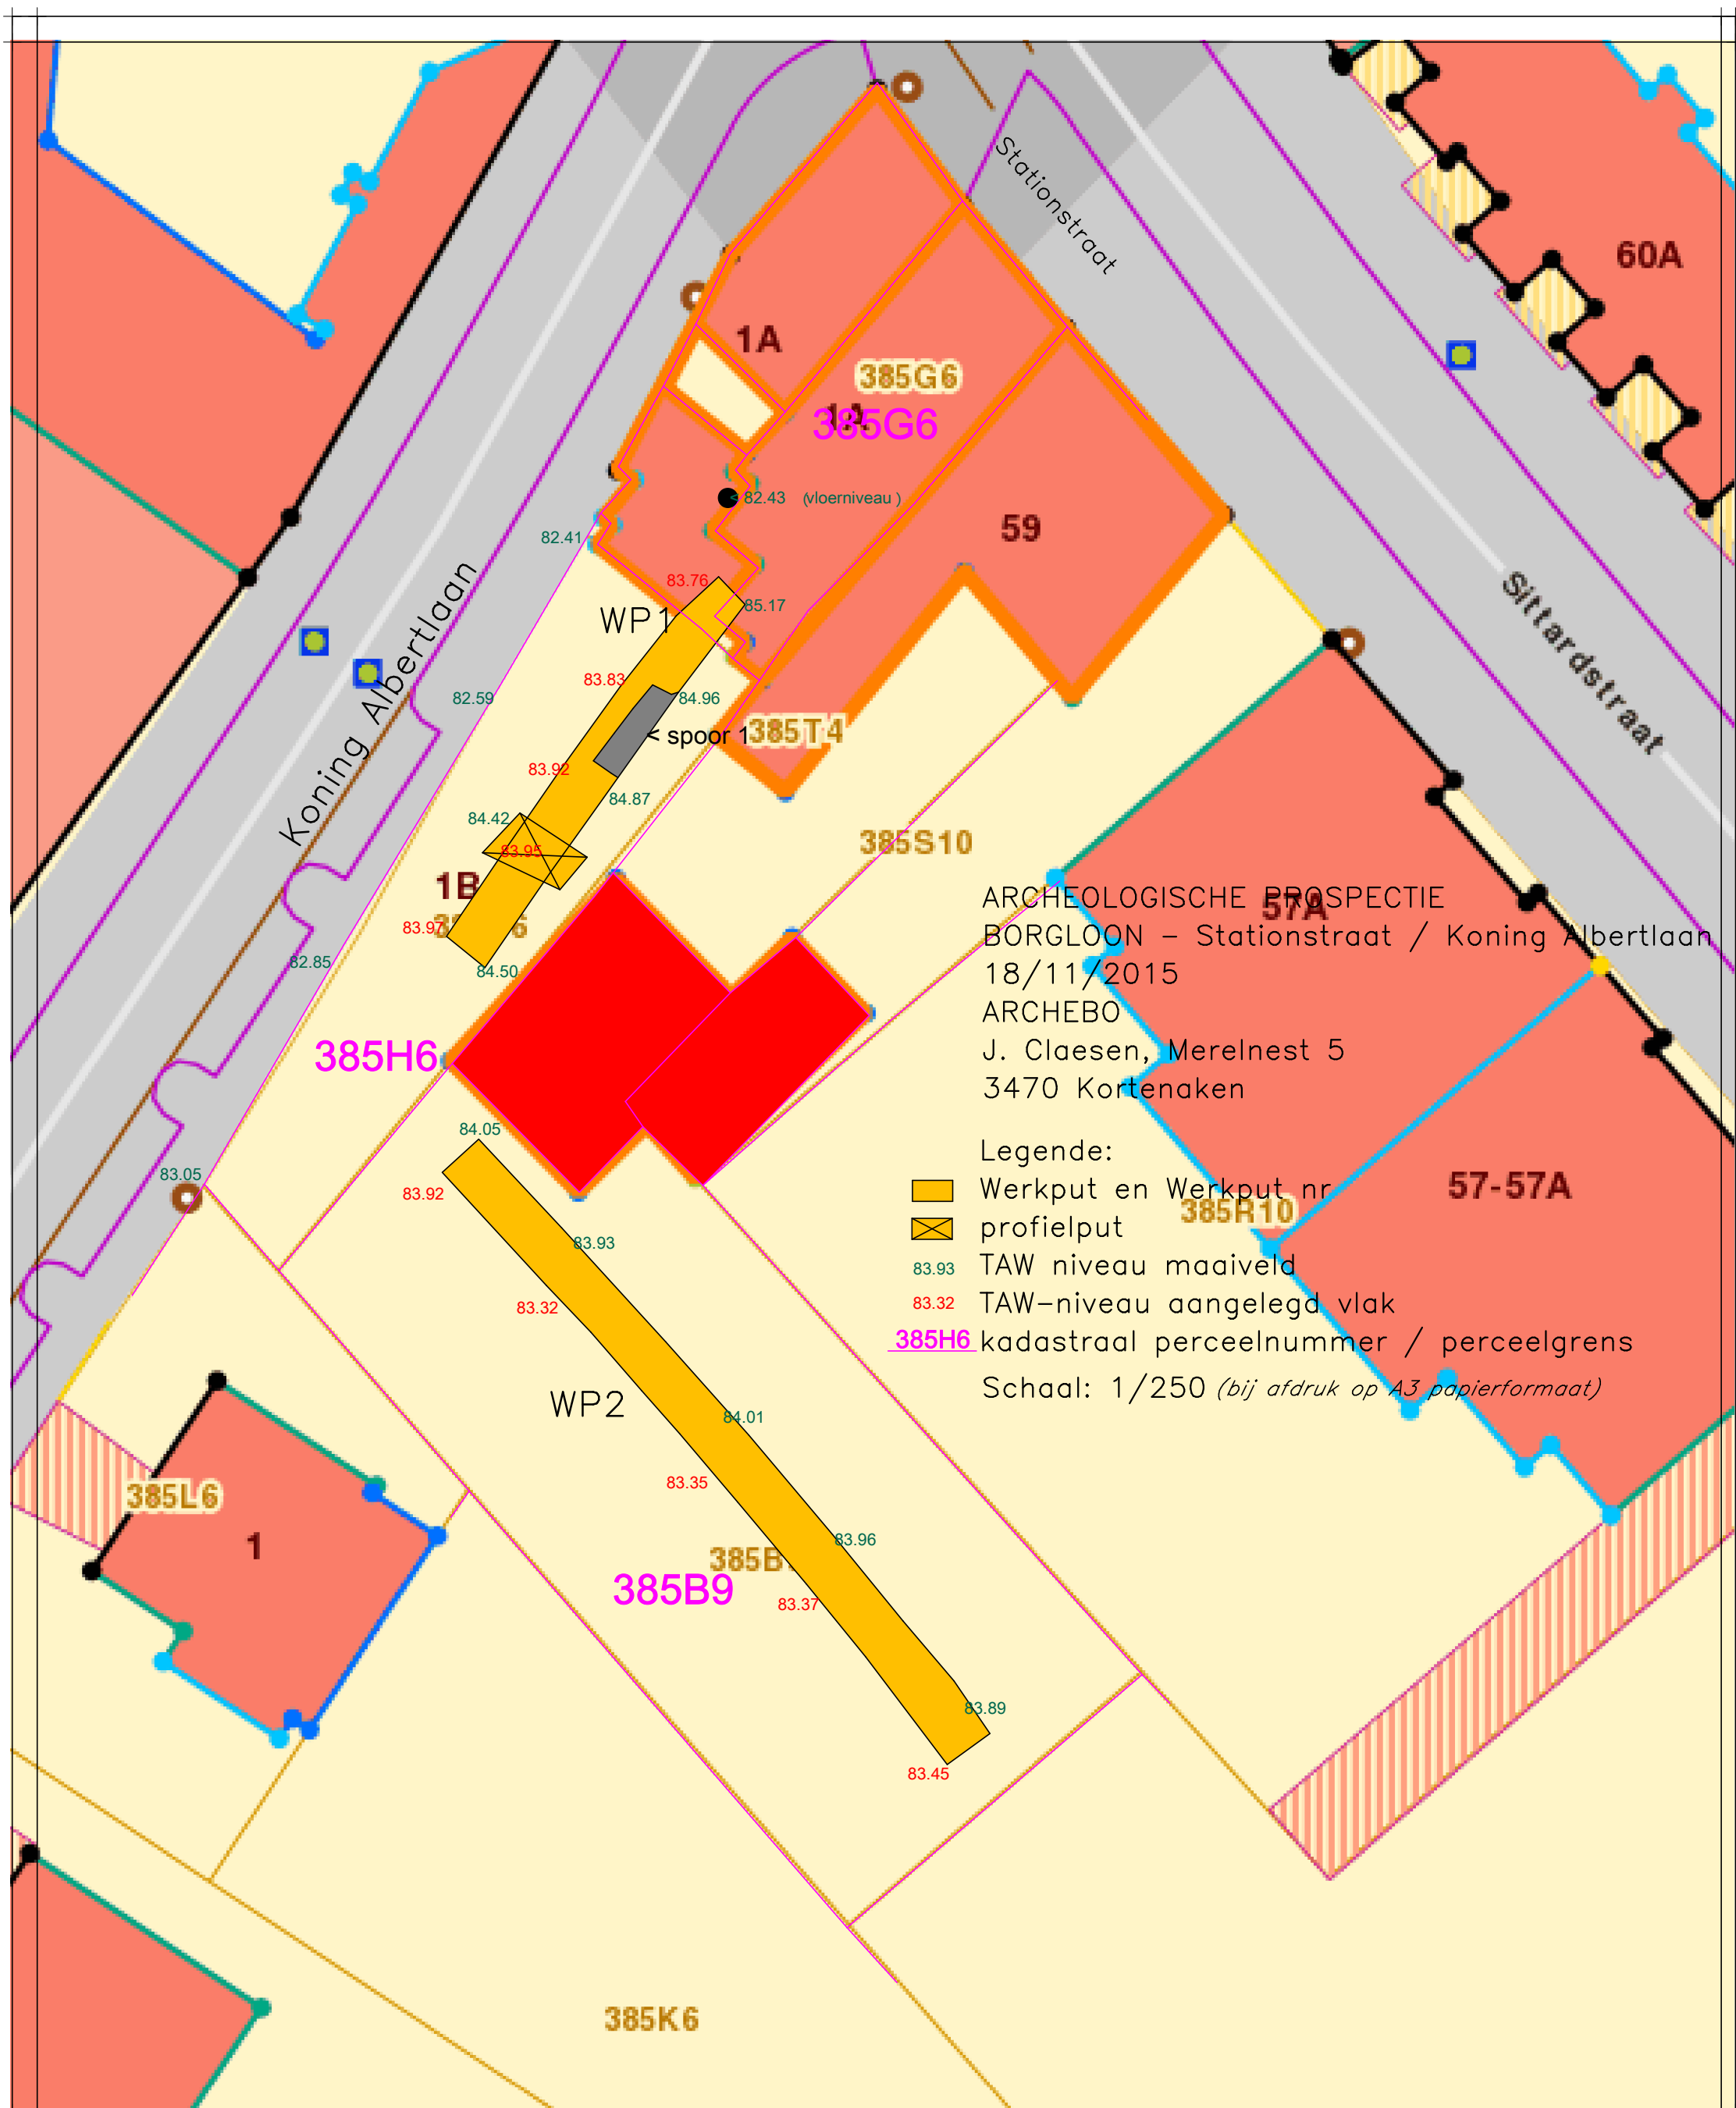 Stationstraat
60A
1A
385G6
1A
385G6
< 82.43 (vloerniveau )
59
82.41
83.76
85.17
WP1
Koning Albertlaan
Sittardstraat
83.83
82.59
84.96
< spoor 1
385T4
83.92
84.87
84.42
385S10
83.95
1B
83.97
82.85
84.50
ARCHEOLOGISCHE PROSPECTIE
57A
BORGLOON - Stationstraat / Koning Albertlaan
18/11/2015
ARCHEBO
J. Claesen, Merelnest 5
3470 Kortenaken
385H6
84.05
83.05
83.92
Legende:
Werkput en Werkput nr
57-57A
385R10
profielput
83.93
83.93 TAW niveau maaiveld
83.32
83.32 TAW-niveau aangelegd vlak
385H6 kadastraal perceelnummer / perceelgrens
Schaal: 1/250 (bij afdruk op A3 papierformaat)
WP2
84.01
83.35
385L6
1
83.96
385B
385B9
83.37
83.89
83.45
385K6